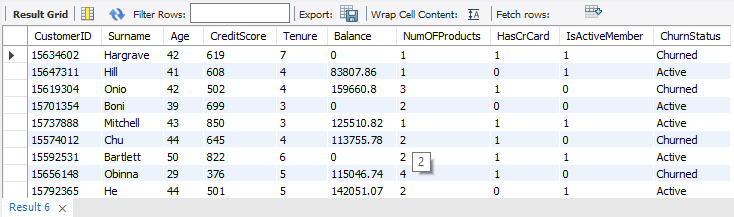 Result Grid Filter Rows: Export: Wrap Cell Content: Fetch rows:
CustomerID Surname Age CreditScore Tenure Balance NumOFProducts HasCrCard IsActiveMember ChurnStatus
15634602 Hargrave 42 619 7 0 1 1 1 Churned
15647311 Hill 41 608 4 83807.86 1 0 1 Active
15619304 Onio 42 502 4 159660.8 3 1 0 Churned
15701354 Boni 39 699 3 0 2 0 0 Active
15737888 Mitchell 43 850 3 125510.82 1 1 1 Active
15574012 Chu 44 645 4 113755.78 2 1 0 Churned
15592531 Bartlett 50 822 6 0 2 1 1 Active
2
15656148 Obinna 29 376 5 115046.74 4 1 0 Churned
15792365 He 44 501 5 142051.07 2 0 1 Active
Result 6 ×